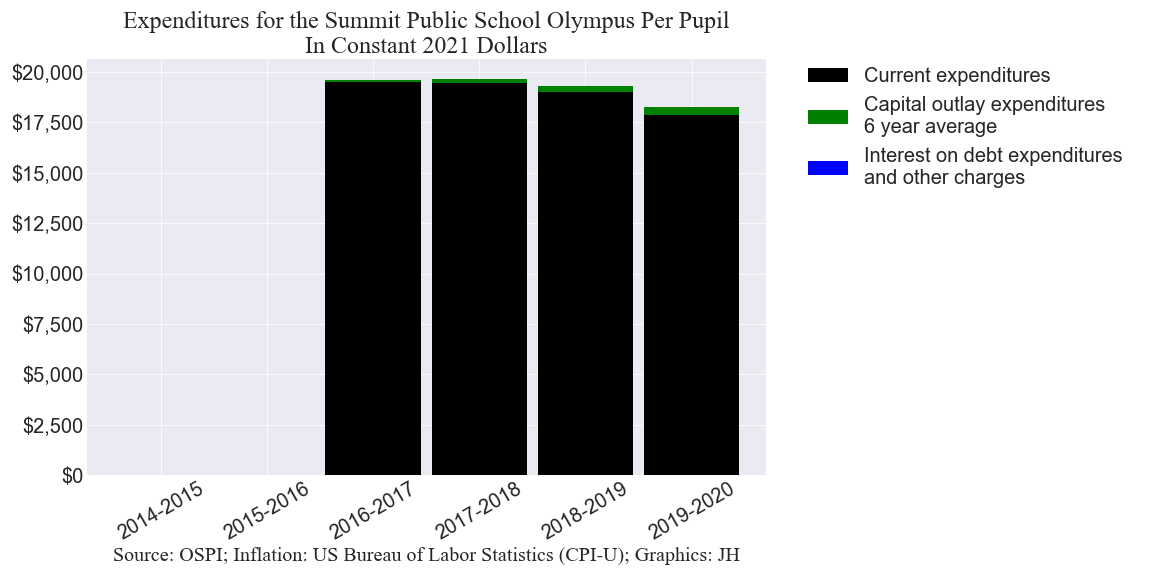 Expenditures for the Summit Public School Olympus Per Pupil
In Constant 2021 Dollars
$20,000
$17,500
$15,000
$12,500
$10,000
$7,500
$5,000
$2,500
$0
2014-2015
2015-2016
2016-2017
2017-2018
2018-2019
2019-2020
Current expenditures
Capital outlay expenditures
6 year average
Interest on debt expenditures
and other charges
Source: OSPI; Inflation: US Bureau of Labor Statistics (CPI-U); Graphics: JH